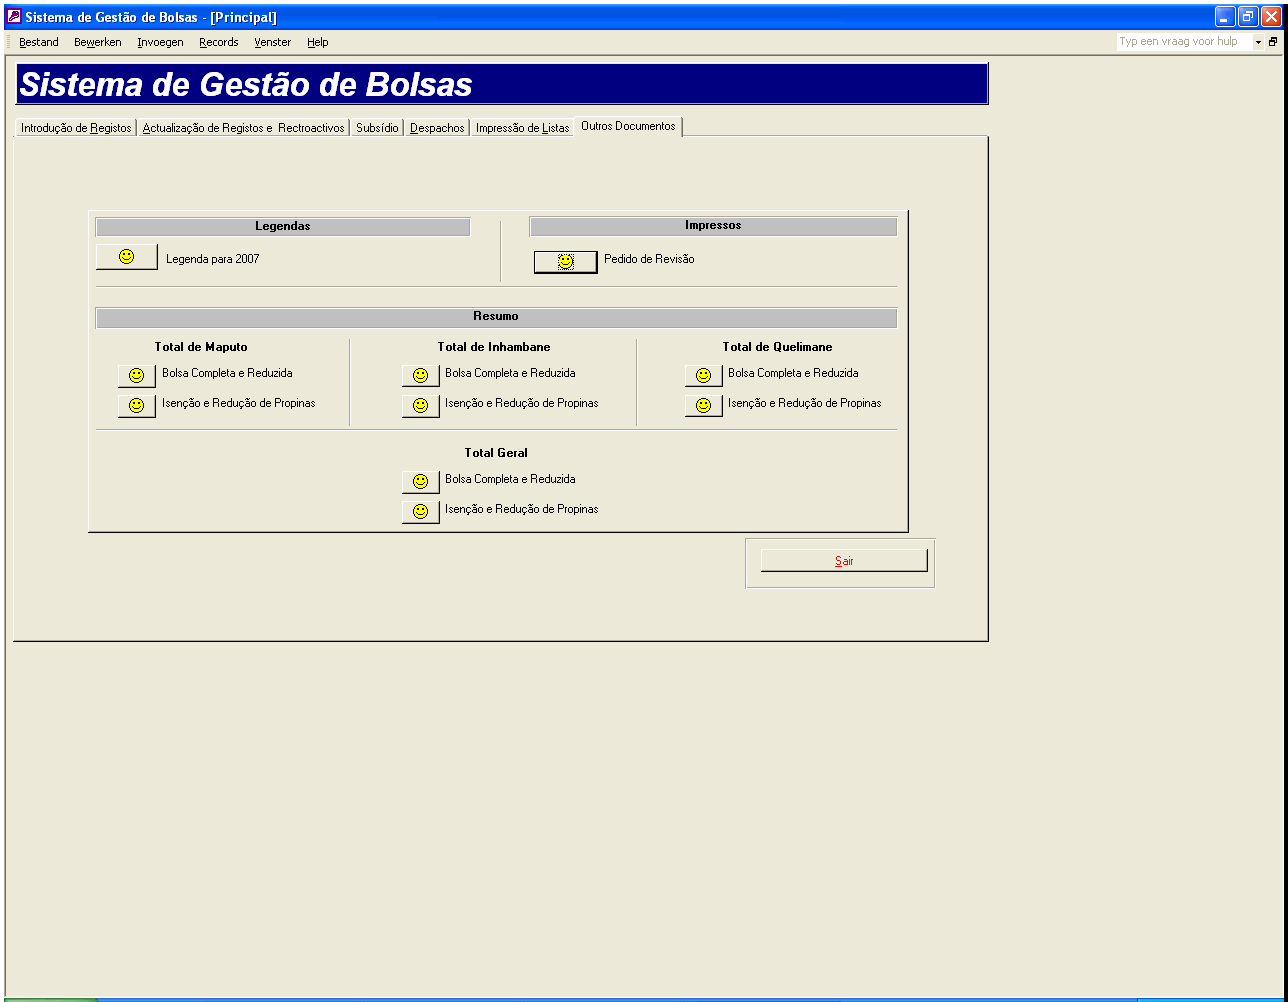 Sistema de Gestão de Bolsas - [Principal]
Bestand Bewerken Invoegen Records Venster Help Typ een vraag voor hulp
Sistema de Gestão de Bolsas
Introdução de Registos Actualização de Registos e Rectroactivos Subsídio Despachos Impressão de Listas Outros Documentos
Legendas Impressos
Legenda para 2007 Pedido de Revisão
Resumo
Total de Maputo Total de Inhambane Total de Quelimane
Bolsa Completa e Reduzida Bolsa Completa e Reduzida Bolsa Completa e Reduzida
Isenção e Redução de Propinas Isenção e Redução de Propinas Isenção e Redução de Propinas
Total Geral
Bolsa Completa e Reduzida
Isenção e Redução de Propinas
Sair